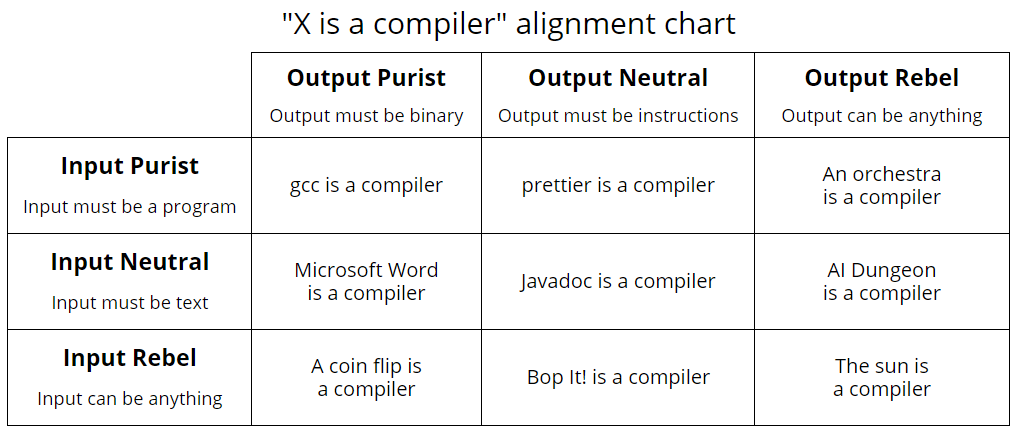 "X is a compiler" alignment chart
Output Purist
Output must be binary
Output Neutral
Output must be instructions
Output Rebel
Output can be anything
Input Purist
Input must be a program
gcc is a compiler
prettier is a compiler
An orchestra
is a compiler
Input Neutral
Input must be text
Microsoft Word
is a compiler
Javadoc is a compiler
AI Dungeon
is a compiler
Input Rebel
Input can be anything
A coin flip is
a compiler
Bop It! is a compiler
The sun is
a compiler